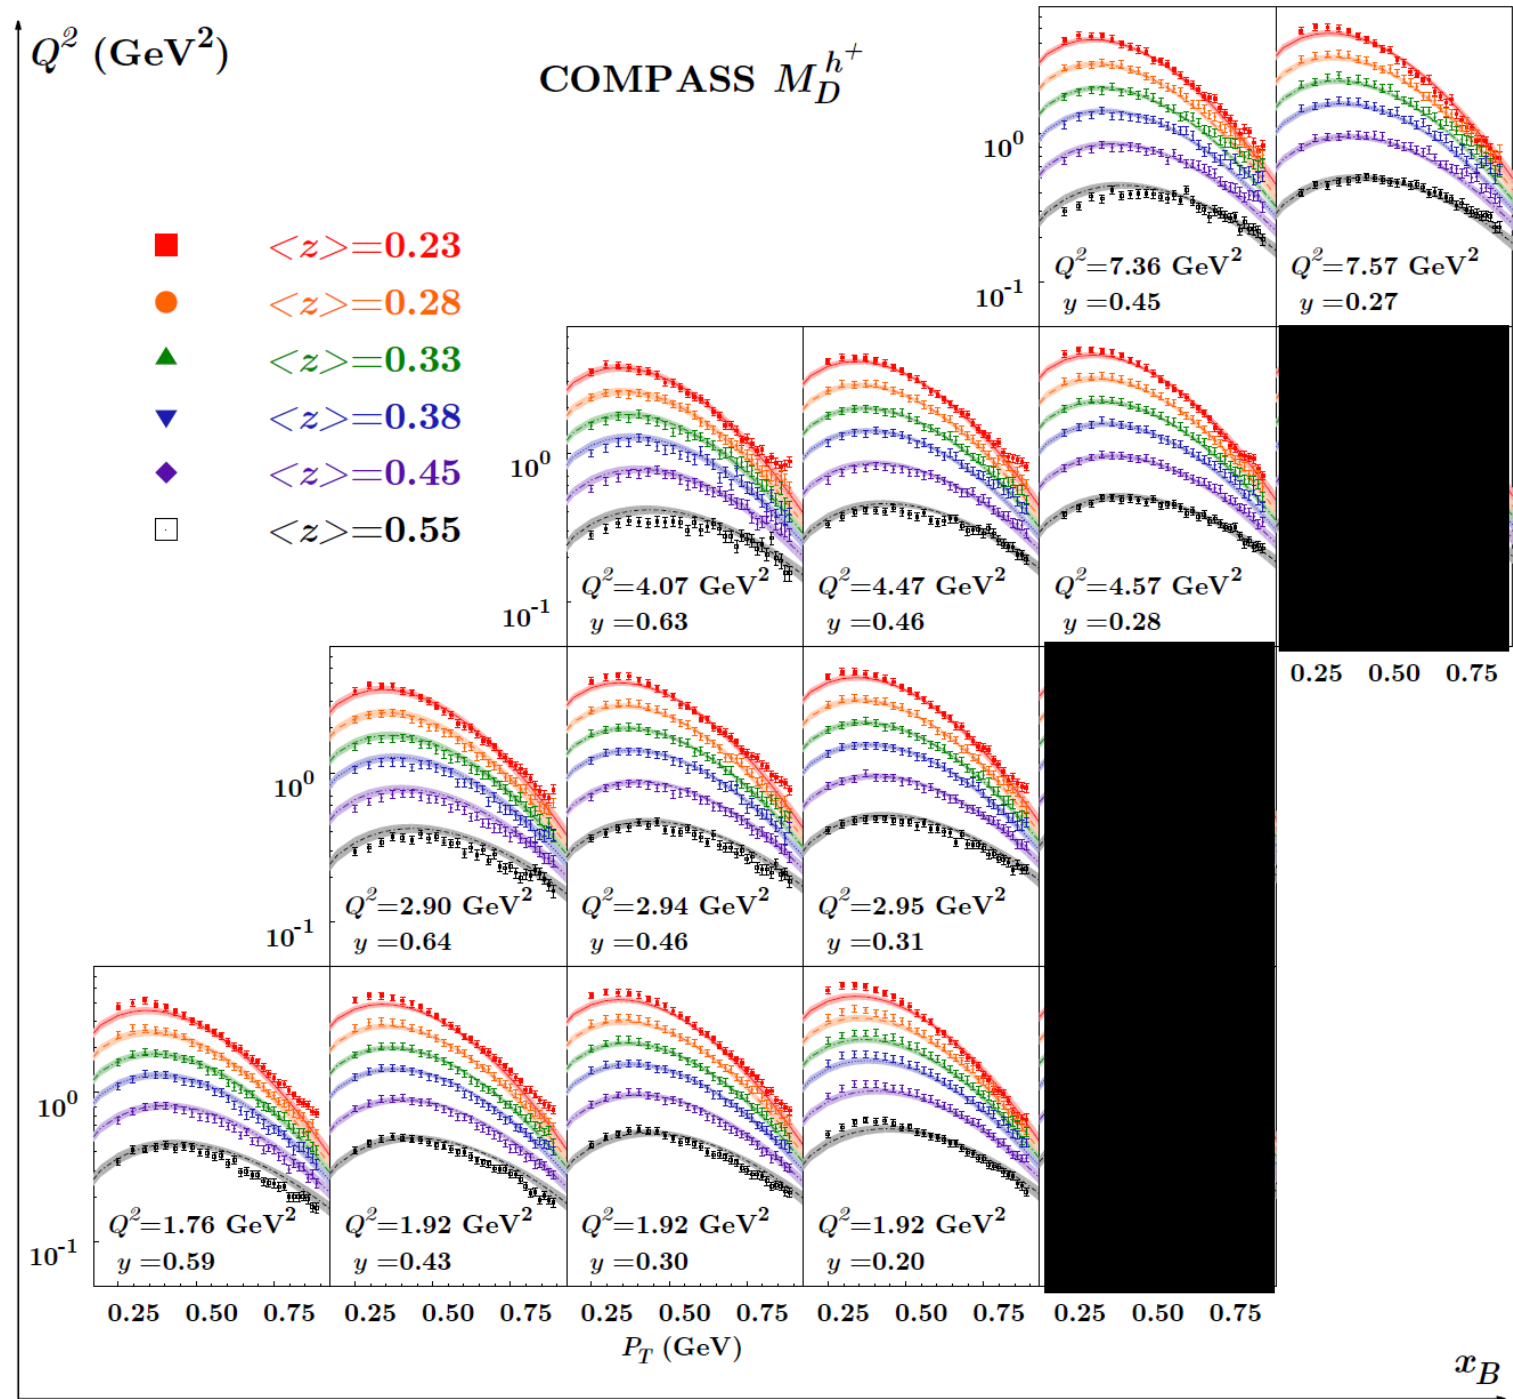 Q² (GeV²)
COMPASS M_D^{h⁺}
<z>=0.23
<z>=0.28
<z>=0.33
<z>=0.38
<z>=0.45
<z>=0.55
10⁰
10⁻¹
Q²=7.36 GeV²
y =0.45
Q²=7.57 GeV²
y =0.27
10⁰
10⁻¹
Q²=4.07 GeV²
y =0.63
Q²=4.47 GeV²
y =0.46
Q²=4.57 GeV²
y =0.28
0.25 0.50 0.75
10⁰
10⁻¹
Q²=2.90 GeV²
y =0.64
Q²=2.94 GeV²
y =0.46
Q²=2.95 GeV²
y =0.31
10⁰
10⁻¹
Q²=1.76 GeV²
y =0.59
Q²=1.92 GeV²
y =0.43
Q²=1.92 GeV²
y =0.30
Q²=1.92 GeV²
y =0.20
0.25 0.50 0.75 0.25 0.50 0.75 0.25 0.50 0.75 0.25 0.50 0.75 0.25 0.50 0.75
P_T (GeV)
x_B